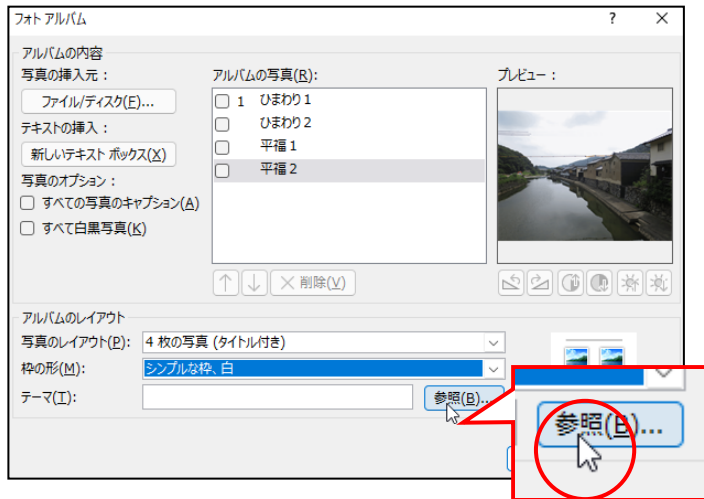 フォト アルバム
? ×
アルバムの内容
写真の挿入元：
ファイル/ディスク(F)...
テキストの挿入：
新しいテキスト ボックス(X)
写真のオプション：
すべての写真のキャプション(A)
すべて白黒写真(K)
アルバムの写真(R):
1 ひまわり1
ひまわり2
平福1
平福2
削除(V)
プレビュー：
アルバムのレイアウト
写真のレイアウト(P): 4 枚の写真 (タイトル付き)
枠の形(M): シンプルな枠、白
テーマ(T): 参照(B)...
参照(B)...